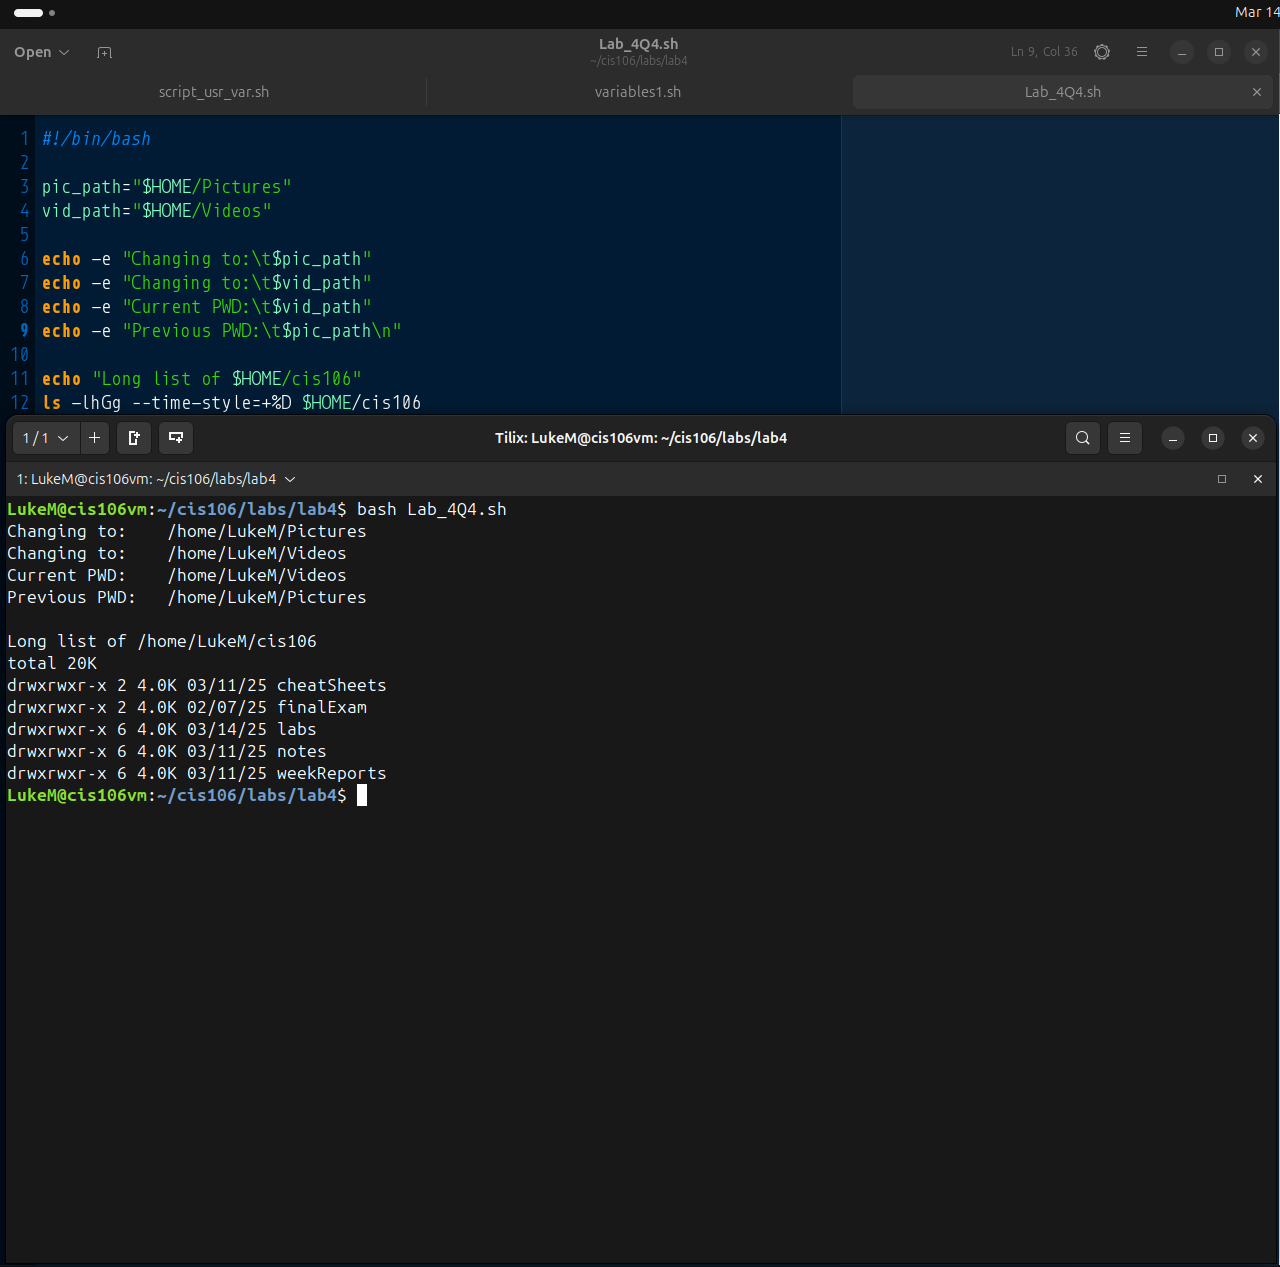 Mar 14
Open
Lab_4Q4.sh
~/cis106/labs/lab4
Ln 9, Col 36
script_usr_var.sh
variables1.sh
Lab_4Q4.sh
1 #!/bin/bash
2
3 pic_path="$HOME/Pictures"
4 vid_path="$HOME/Videos"
5
6 echo -e "Changing to:\t$pic_path"
7 echo -e "Changing to:\t$vid_path"
8 echo -e "Current PWD:\t$vid_path"
9 echo -e "Previous PWD:\t$pic_path\n"
10
11 echo "Long list of $HOME/cis106"
12 ls -lhGg --time-style=+%D $HOME/cis106
1 / 1
Tilix: LukeM@cis106vm: ~/cis106/labs/lab4
1: LukeM@cis106vm: ~/cis106/labs/lab4
LukeM@cis106vm:~/cis106/labs/lab4$ bash Lab_4Q4.sh
Changing to:    /home/LukeM/Pictures
Changing to:    /home/LukeM/Videos
Current PWD:    /home/LukeM/Videos
Previous PWD:   /home/LukeM/Pictures
Long list of /home/LukeM/cis106
total 20K
drwxrwxr-x 2 4.0K 03/11/25 cheatSheets
drwxrwxr-x 2 4.0K 02/07/25 finalExam
drwxrwxr-x 6 4.0K 03/14/25 labs
drwxrwxr-x 6 4.0K 03/11/25 notes
drwxrwxr-x 6 4.0K 03/11/25 weekReports
LukeM@cis106vm:~/cis106/labs/lab4$